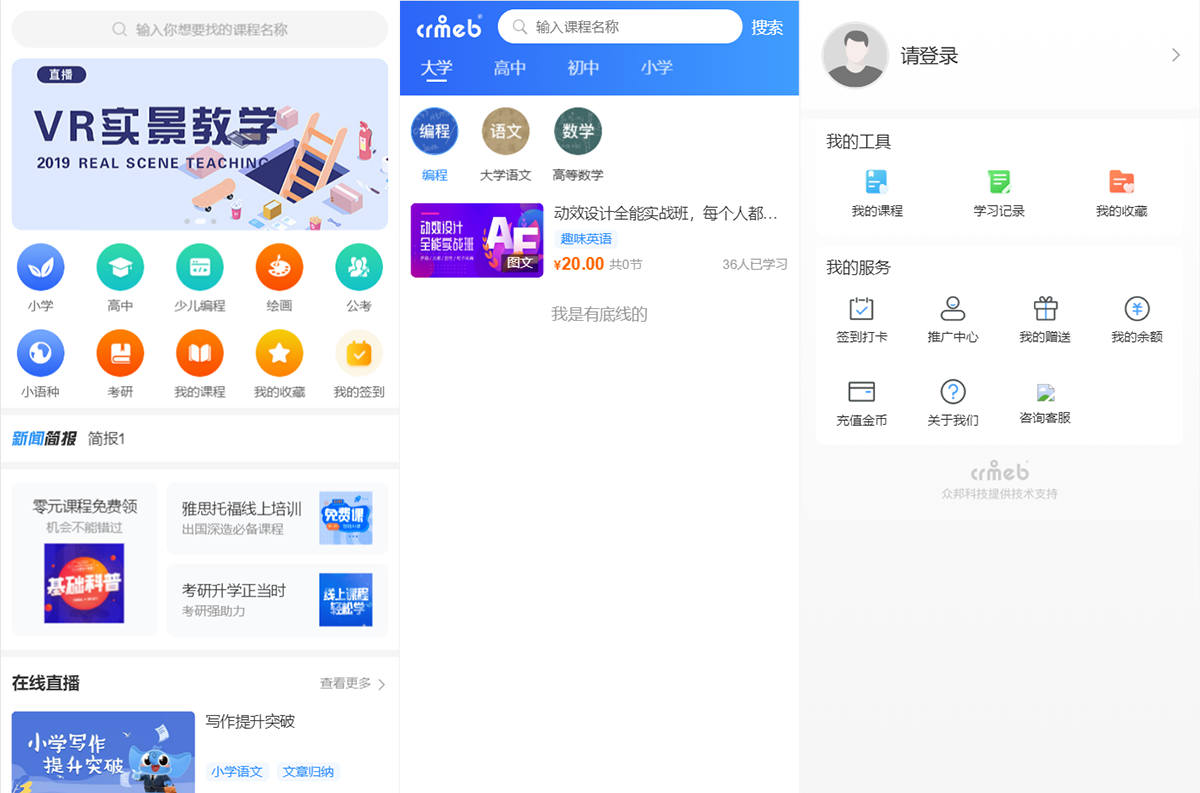 输入你想要找的课程名称
直播
VR实景教学
2019 REAL SCENE TEACHING
小学
高中
少儿编程
绘画
公考
小语种
考研
我的课程
我的收藏
我的签到
新闻简报 简报1
零元课程免费领
机会不能错过
基础科普
雅思托福线上培训
出国深造必备课程
免费课
考研升学正当时
考研强助力
线上课程
轻松学
在线直播
查看更多
小学写作
提升突破
写作提升突破
小学语文
文章归纳
crmeb
输入课程名称
搜索
大学
高中
初中
小学
编程
语文
数学
编程
大学语文
高等数学
动效设计
全能实战班
AE
图文
动效设计全能实战班，每个人都...
趣味英语
¥20.00 共0节
36人已学习
我是有底线的
请登录
我的工具
我的课程
学习记录
我的收藏
我的服务
签到打卡
推广中心
我的赠送
我的余额
充值金币
关于我们
咨询客服
crmeb
众邦科技提供技术支持